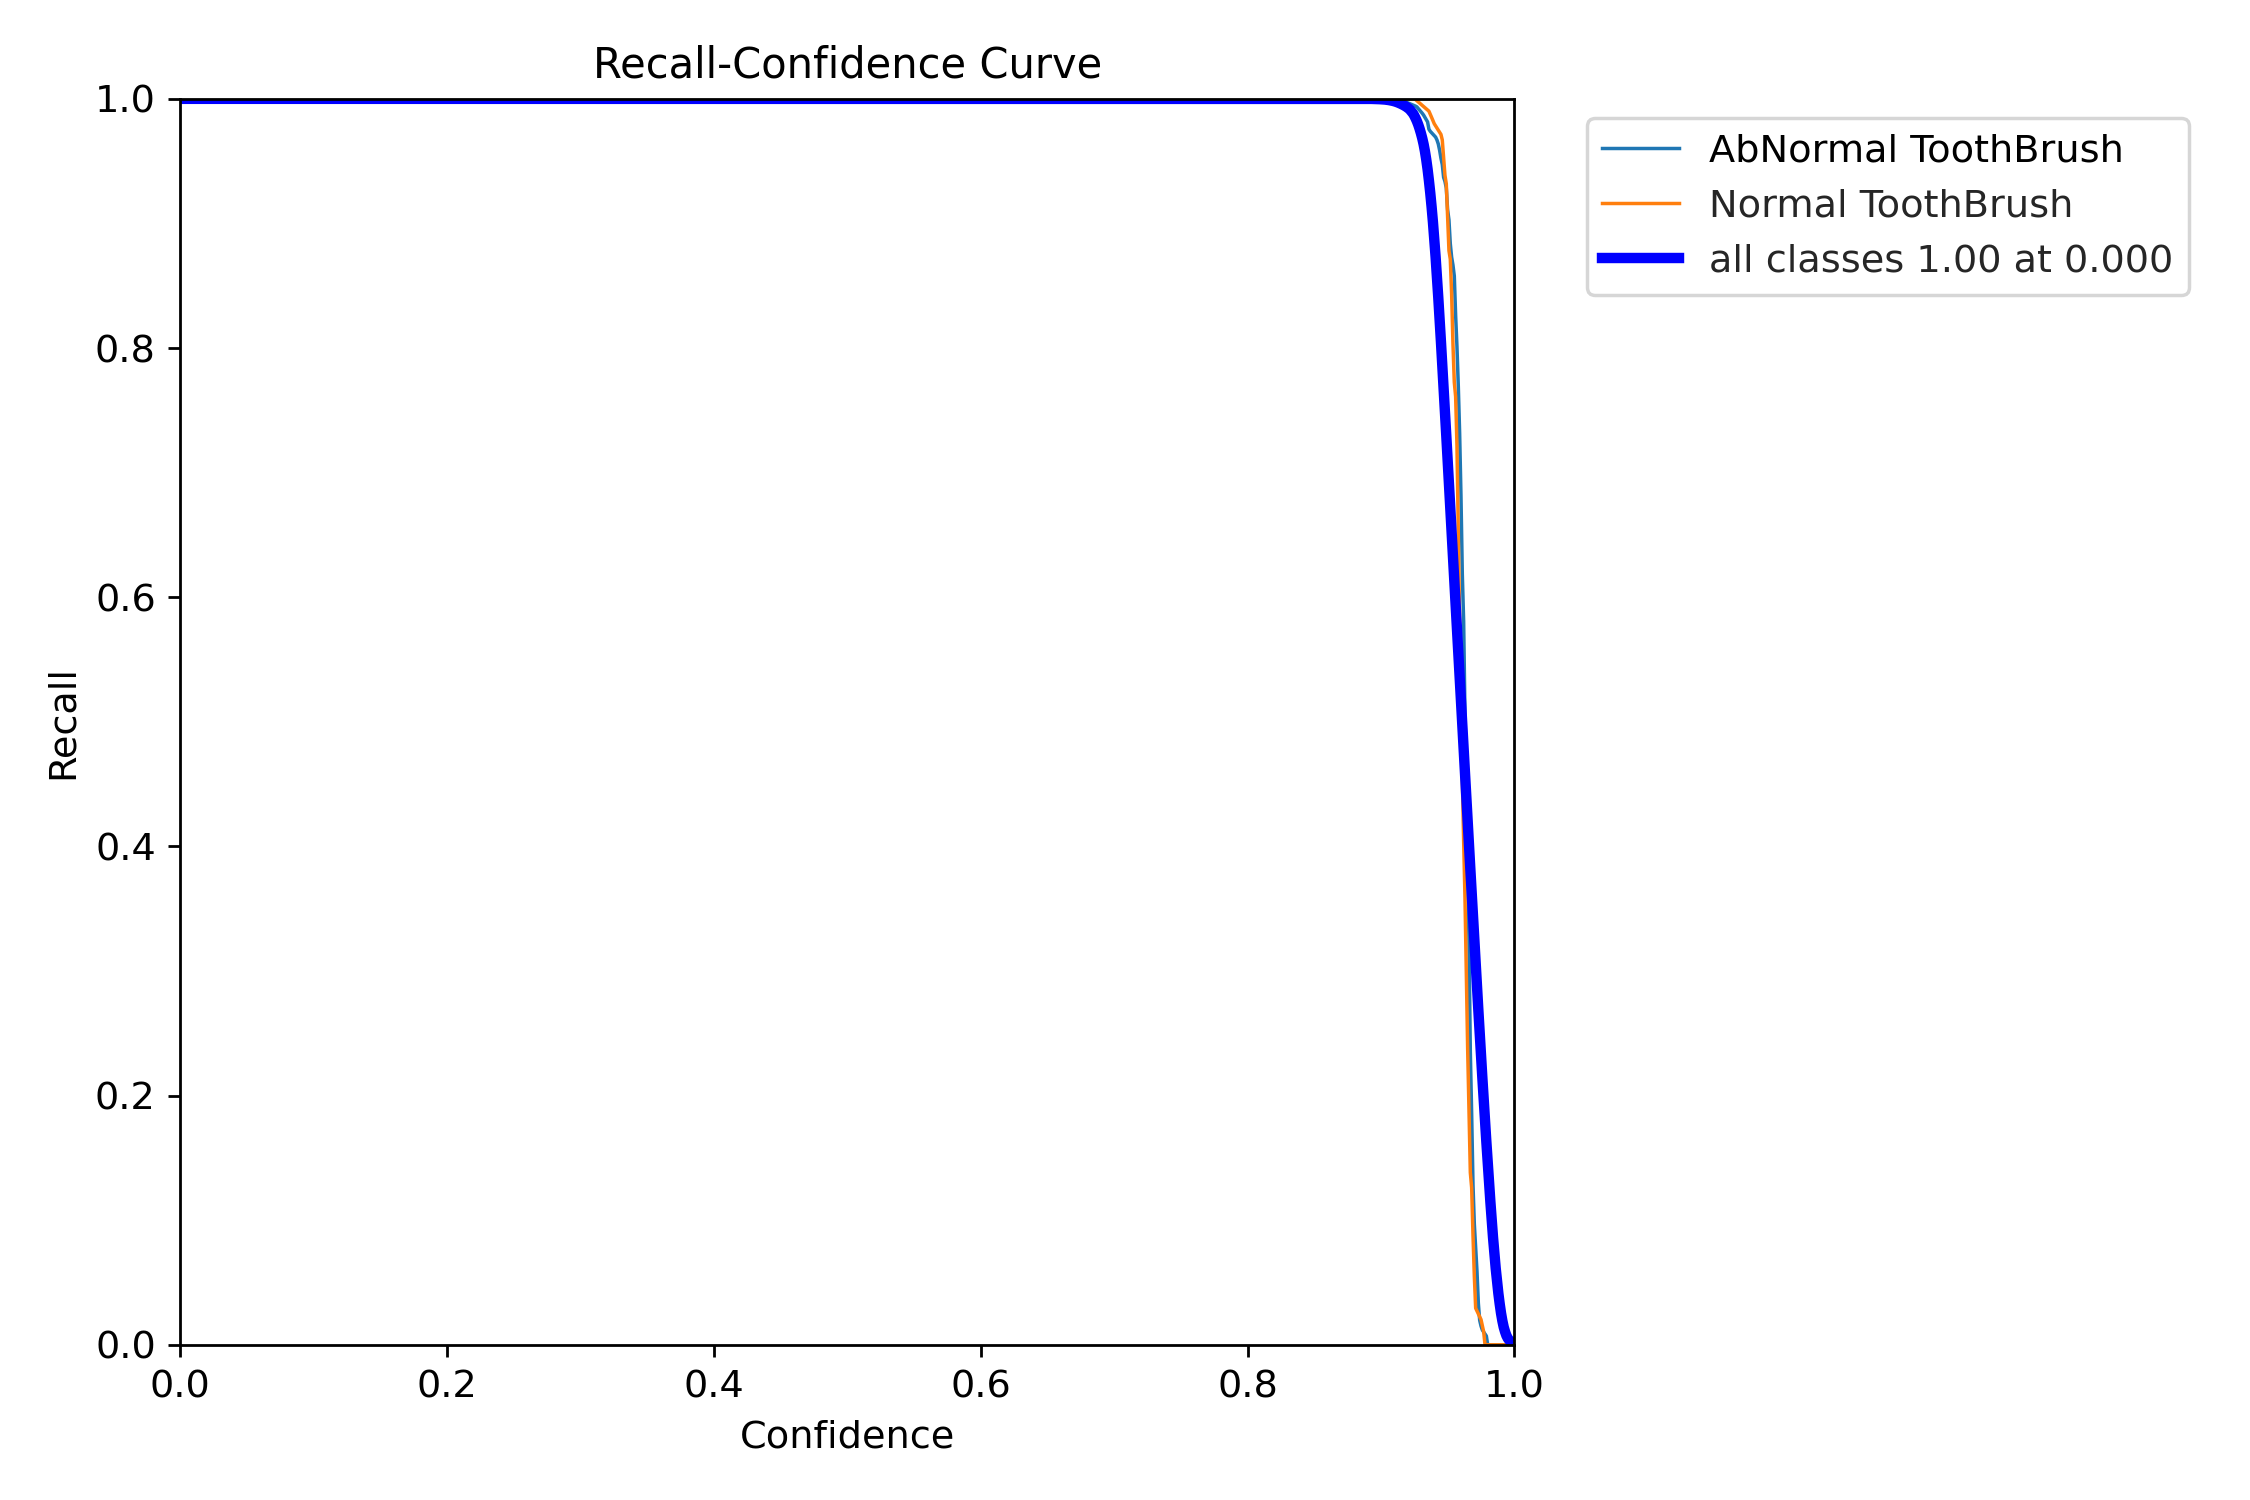 Recall-Confidence Curve
AbNormal ToothBrush
Normal ToothBrush
all classes 1.00 at 0.000
1.0
0.8
0.6
0.4
0.2
0.0
Recall
0.0 0.2 0.4 0.6 0.8 1.0
Confidence